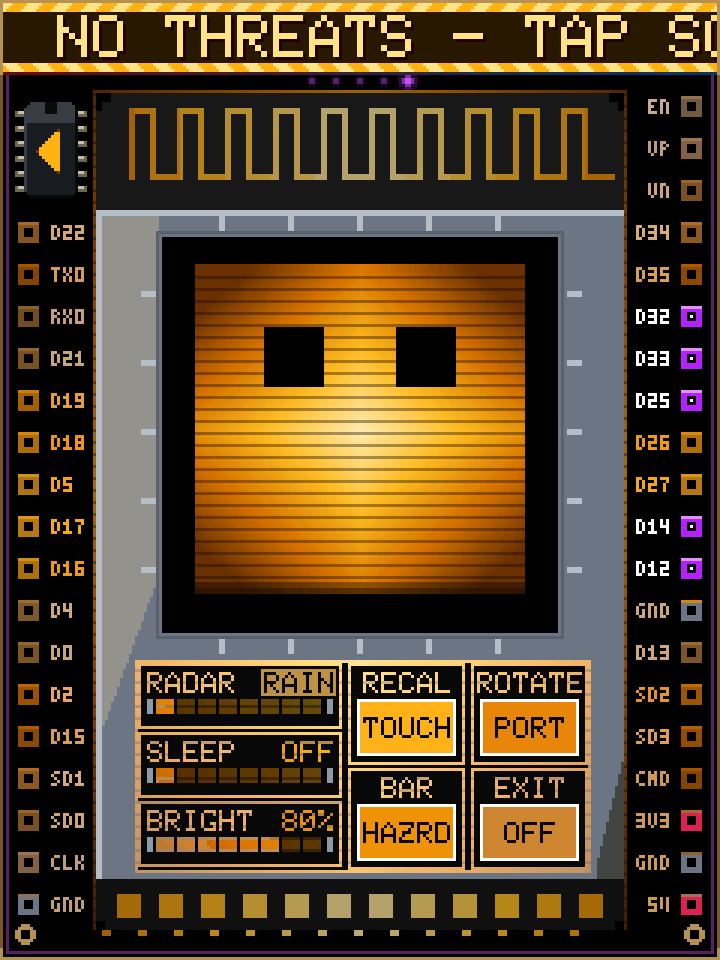 NO THREATS - TAP SC
EN
VP
VN
D22
D34
TX0
D35
RX0
D32
D21
D33
D19
D25
D18
D26
D5
D27
D17
D14
D16
D12
D4
GND
D0
D13
D2
SD2
D15
SD3
SD1
CMD
SD0
3V3
CLK
GND
GND
5V
RADAR RAIN
SLEEP OFF
BRIGHT 80%
RECAL
TOUCH
ROTATE
PORT
BAR
HAZRD
EXIT
OFF